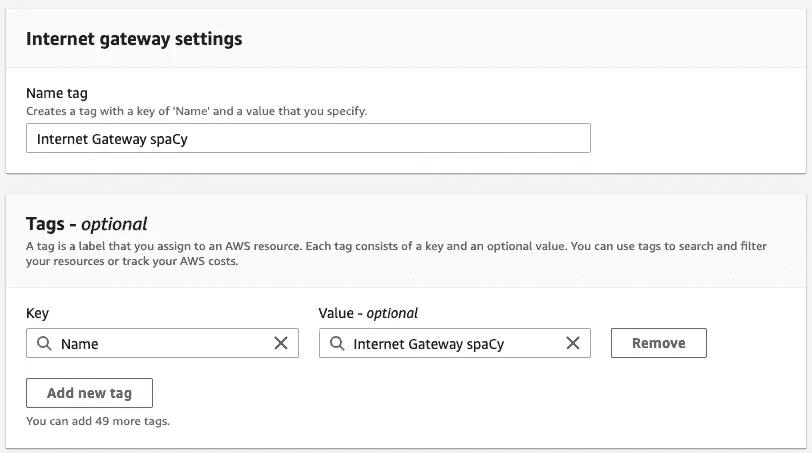 Internet gateway settings
Name tag
Creates a tag with a key of 'Name' and a value that you specify.
Internet Gateway spaCy
Tags - optional
A tag is a label that you assign to an AWS resource. Each tag consists of a key and an optional value. You can use tags to search and filter
your resources or track your AWS costs.
Key
Value - optional
Name
Internet Gateway spaCy
Remove
Add new tag
You can add 49 more tags.